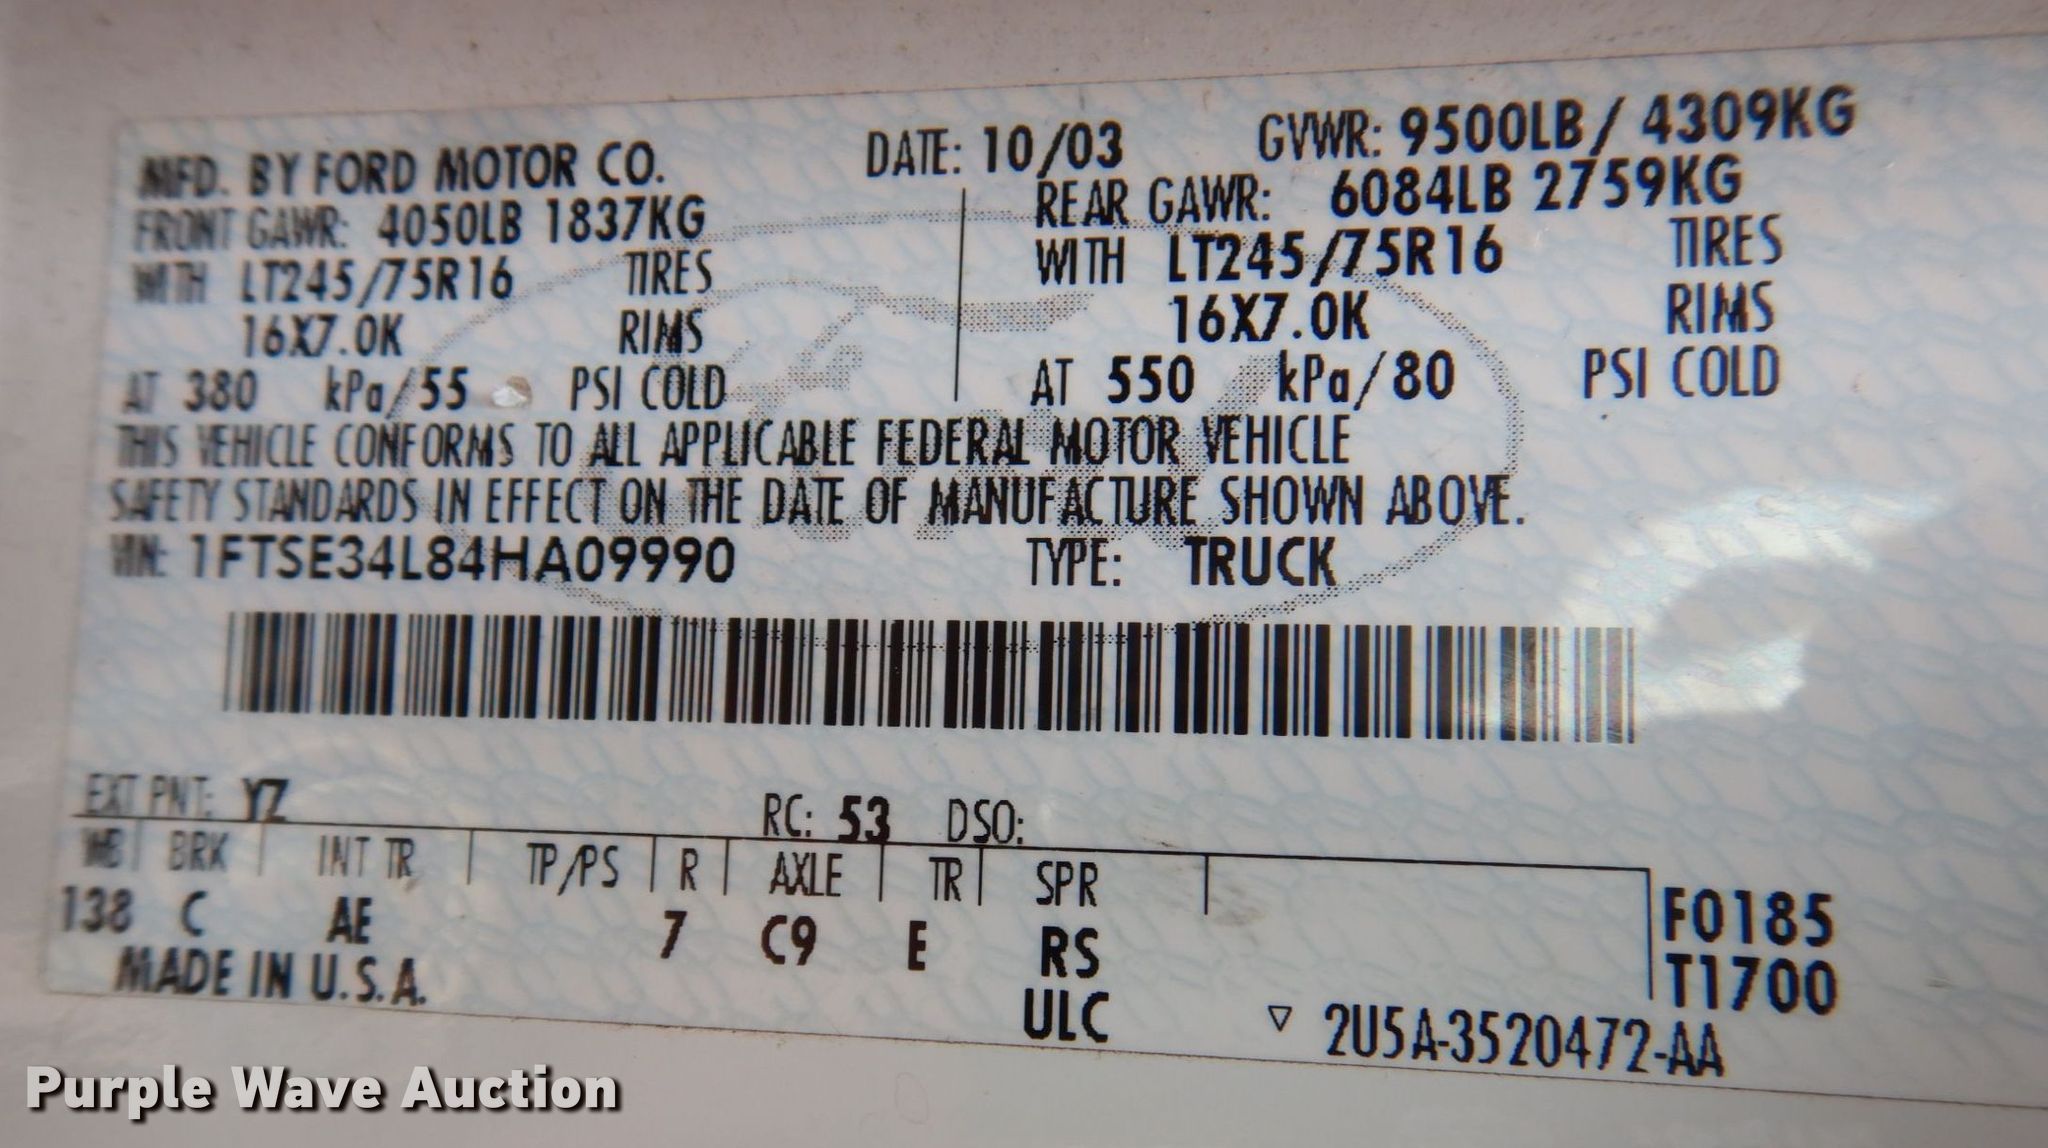 MFD. BY FORD MOTOR CO. DATE: 10/03 GVWR: 9500LB/ 4309KG
FRONT GAWR: 4050LB 1837KG REAR GAWR: 6084LB 2759KG
WITH LT245/75R16 TIRES WITH LT245/75R16 TIRES
16X7.0K RIMS 16X7.0K RIMS
AT 380 kPa/55 PSI COLD AT 550 kPa/80 PSI COLD
THIS VEHICLE CONFORMS TO ALL APPLICABLE FEDERAL MOTOR VEHICLE
SAFETY STANDARDS IN EFFECT ON THE DATE OF MANUFACTURE SHOWN ABOVE.
VIN: 1FTSE34L84HA09990 TYPE: TRUCK
EXT PNT: YZ RC: 53 DSO:
WB BRK INT TR TP/PS R AXLE TR SPR
138 C AE 7 C9 E RS F0185
MADE IN U.S.A. ULC T1700
▽ 2U5A-3520472-AA
Purple Wave Auction